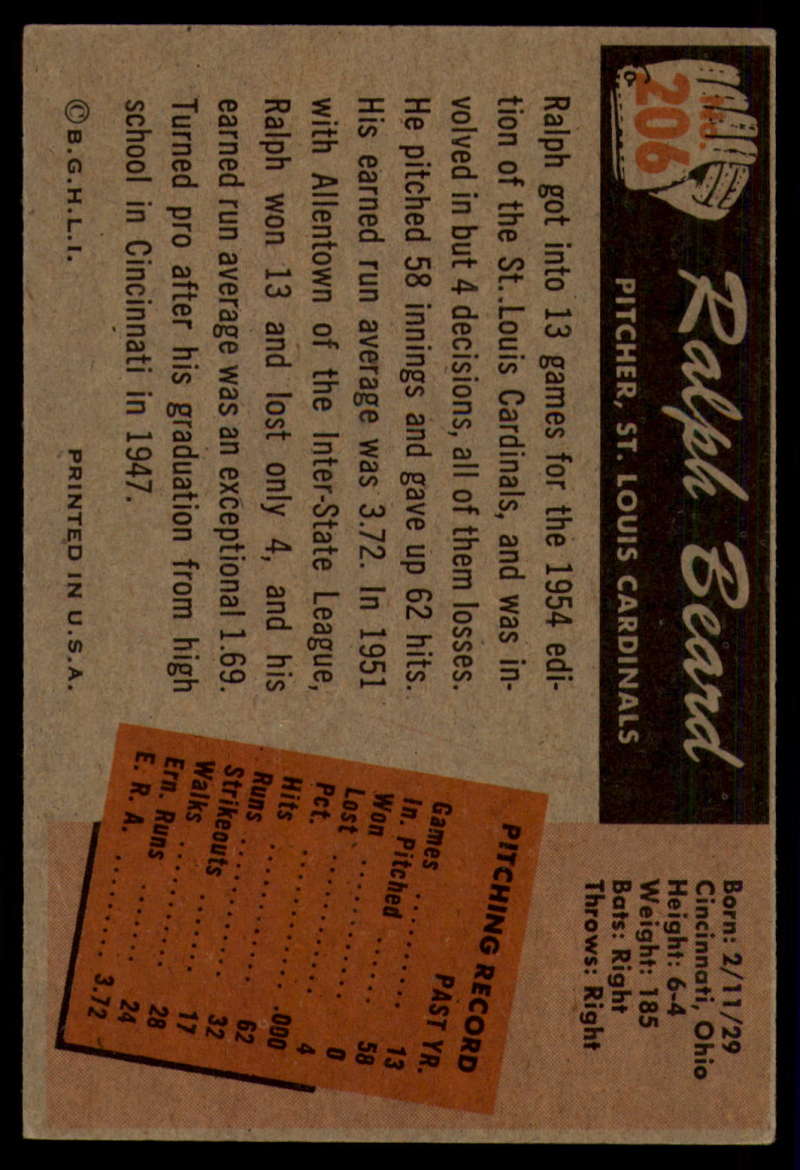 No.
206
Ralph Beard
PITCHER, ST. LOUIS CARDINALS
Born: 2/11/29
Cincinnati, Ohio
Height: 6-4
Weight: 185
Bats: Right
Throws: Right
Ralph got into 13 games for the 1954 edi-
tion of the St. Louis Cardinals, and was in-
volved in but 4 decisions, all of them losses.
He pitched 58 innings and gave up 62 hits.
His earned run average was 3.72. In 1951
with Allentown of the Inter-State League,
Ralph won 13 and lost only 4, and his
earned run average was an exceptional 1.69.
Turned pro after his graduation from high
school in Cincinnati in 1947.
© B.G.H.L.I. PRINTED IN U.S.A.
PITCHING RECORD
PAST YR.
Games .......... 13
In. Pitched ...... 58
Won .......... 0
Lost .......... 4
Pct. .......... .000
Hits .......... 62
Runs .......... 32
Strikeouts ...... 17
Walks .......... 28
Ern. Runs ...... 24
E. R. A. .......... 3.72